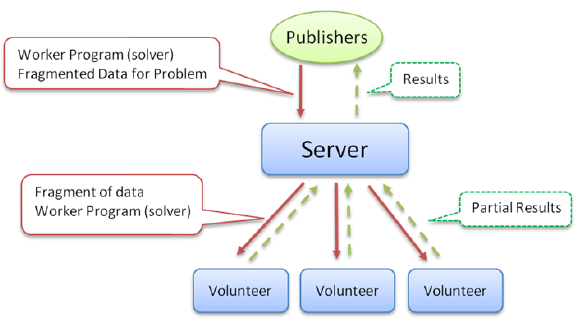 Publishers
Worker Program (solver)
Fragmented Data for Problem
Results
Server
Fragment of data
Worker Program (solver)
Partial Results
Volunteer
Volunteer
Volunteer